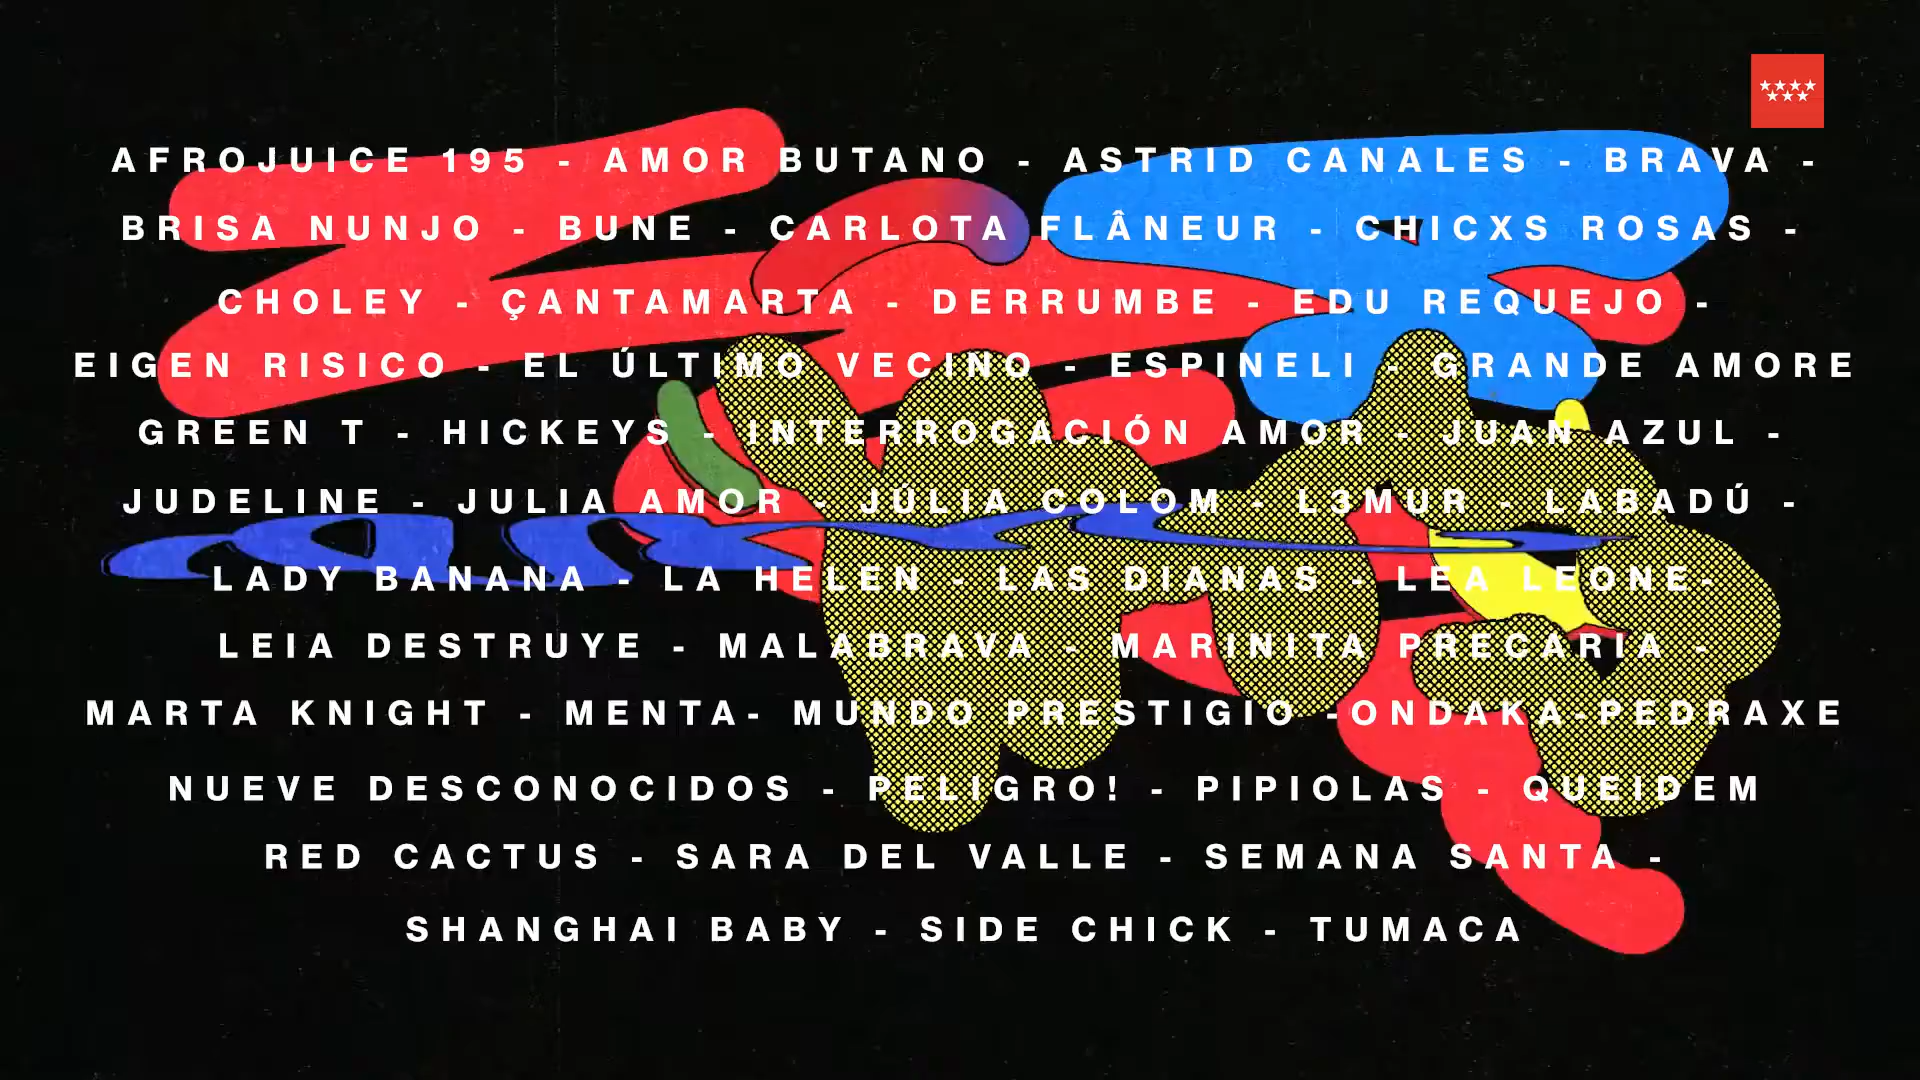 AFROJUICE 195 - AMOR BUTANO - ASTRID CANALES - BRAVA -
BRISA NUNJO - BUNE - CARLOTA FLÂNEUR - CHICXS ROSAS -
CHOLEY - ÇANTAMARTA - DERRUMBE - EDU REQUEJO -
EIGEN RISICO - EL ÚLTIMO VECINO - ESPINELI - GRANDE AMORE
GREEN T - HICKEYS - INTERROGACIÓN AMOR - JUAN AZUL -
JUDELINE - JULIA AMOR - JÚLIA COLOM - L3MUR - LABADÚ -
LADY BANANA - LA HELEN - LAS DIANAS - LEA LEONE-
LEIA DESTRUYE - MALABRAVA - MARINITA PRECARIA -
MARTA KNIGHT - MENTA- MUNDO PRESTIGIO -ONDAKA-PEDRAXE
NUEVE DESCONOCIDOS - PELIGRO! - PIPIOLAS - QUEIDEM
RED CACTUS - SARA DEL VALLE - SEMANA SANTA -
SHANGHAI BABY - SIDE CHICK - TUMACA